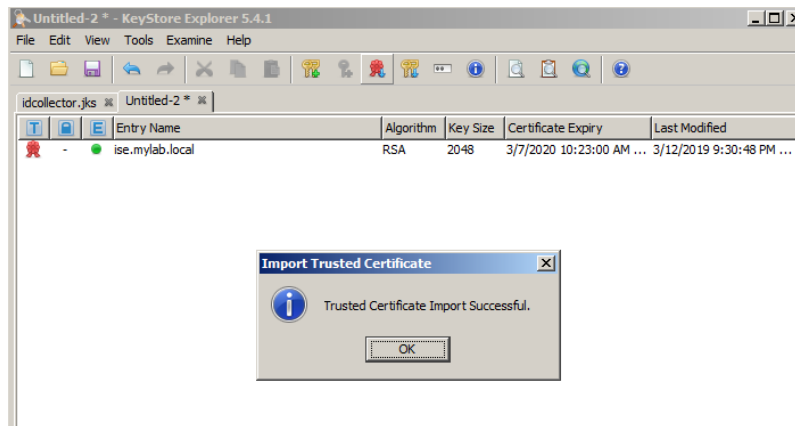 Untitled-2 * - KeyStore Explorer 5.4.1
File Edit View Tools Examine Help
idcollector.jks Untitled-2 *
T E Entry Name Algorithm Key Size Certificate Expiry Last Modified
- ise.mylab.local RSA 2048 3/7/2020 10:23:00 AM ... 3/12/2019 9:30:48 PM ...
Import Trusted Certificate
Trusted Certificate Import Successful.
OK